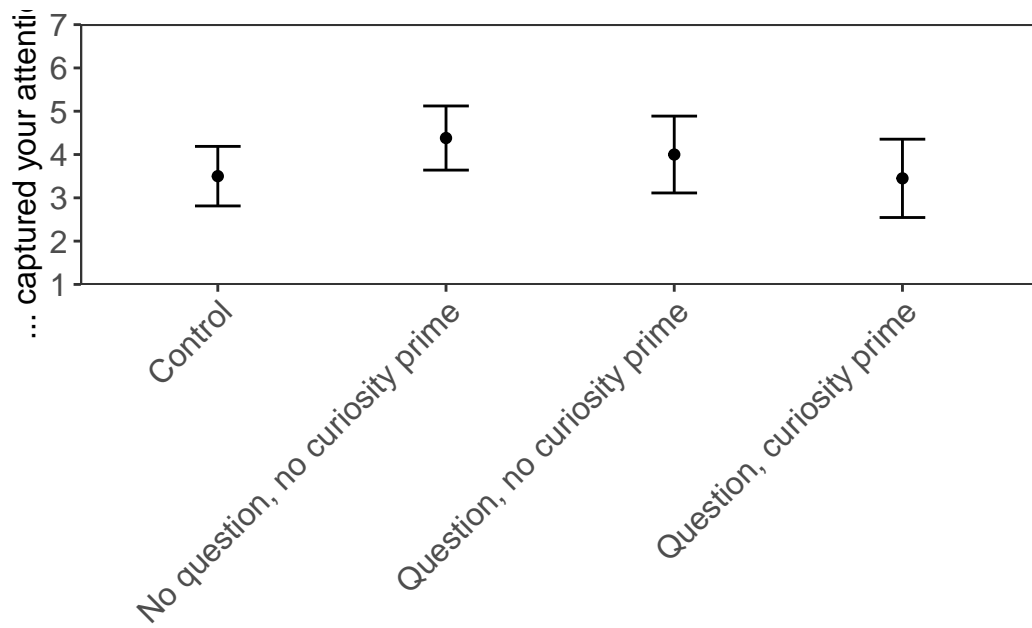 ... captured your attenti
7
6
5
4
3
2
1
Control
No question, no curiosity prime
Question, no curiosity prime
Question, curiosity prime